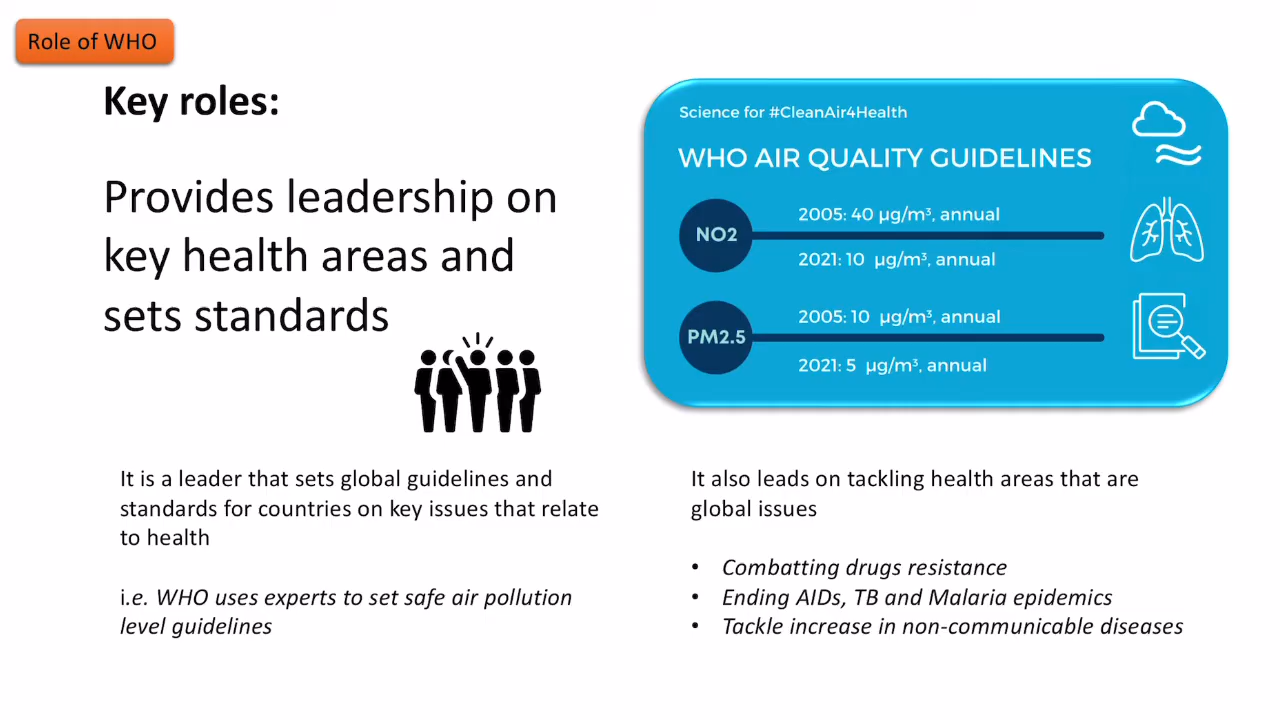 Role of WHO
Key roles:
Provides leadership on
key health areas and
sets standards
Science for #CleanAir4Health
WHO AIR QUALITY GUIDELINES
NO2
2005: 40 µg/m³, annual
2021: 10 µg/m³, annual
PM2.5
2005: 10 µg/m³, annual
2021: 5 µg/m³, annual
It is a leader that sets global guidelines and
standards for countries on key issues that relate
to health
i.e. WHO uses experts to set safe air pollution
level guidelines
It also leads on tackling health areas that are
global issues
• Combatting drugs resistance
• Ending AIDs, TB and Malaria epidemics
• Tackle increase in non-communicable diseases